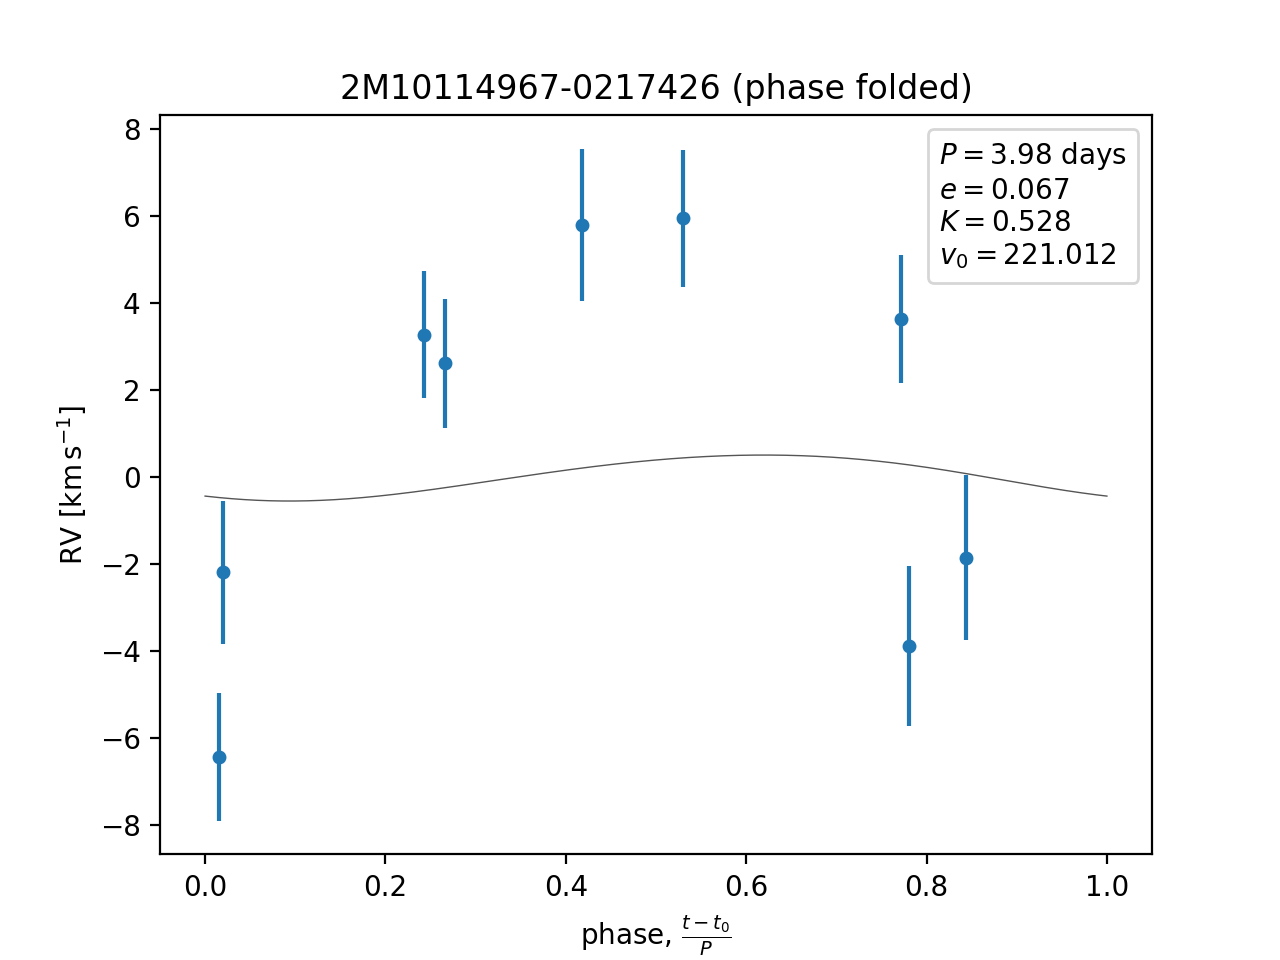 2M10114967-0217426 (phase folded)
P = 3.98 days
e = 0.067
K = 0.528
v₀ = 221.012
RV [km s⁻¹]
8
6
4
2
0
−2
−4
−6
−8
0.0 0.2 0.4 0.6 0.8 1.0
phase, (t − t₀)/P